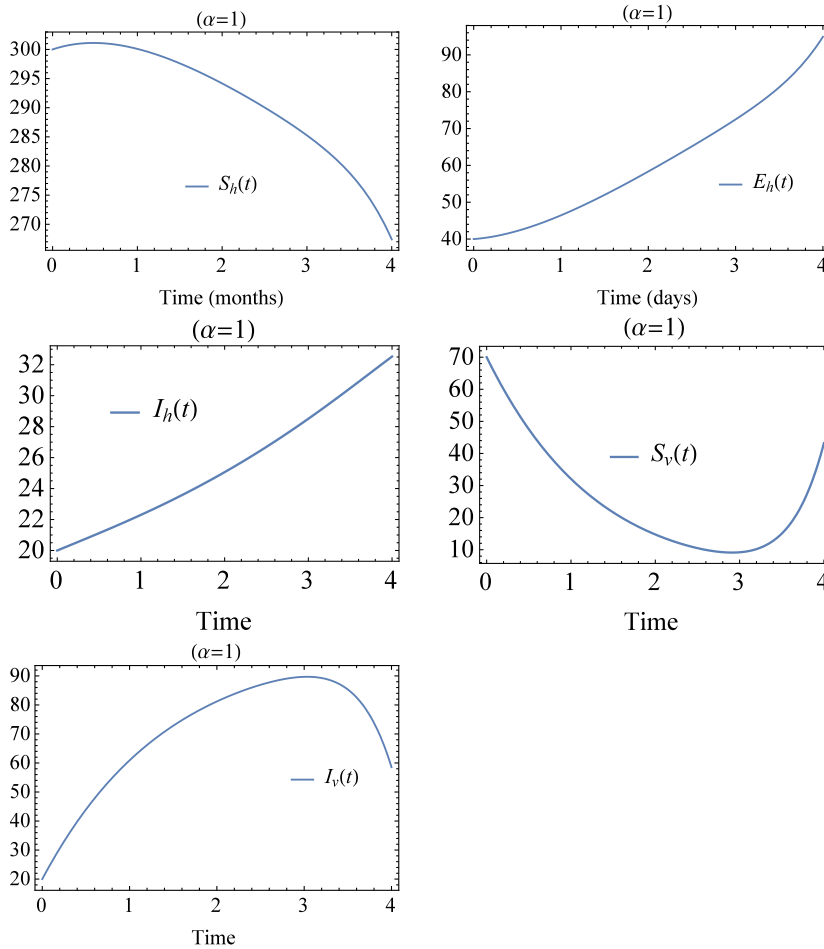 (α=1)
300
295
290
285
280
275
270
S_h(t)
0 1 2 3 4
Time (months)
(α=1)
90
80
70
60
50
40
E_h(t)
0 1 2 3 4
Time (days)
(α=1)
32
30
28
26
24
22
20
I_h(t)
0 1 2 3 4
Time
(α=1)
70
60
50
40
30
20
10
S_v(t)
0 1 2 3 4
Time
(α=1)
90
80
70
60
50
40
30
20
I_v(t)
0 1 2 3 4
Time